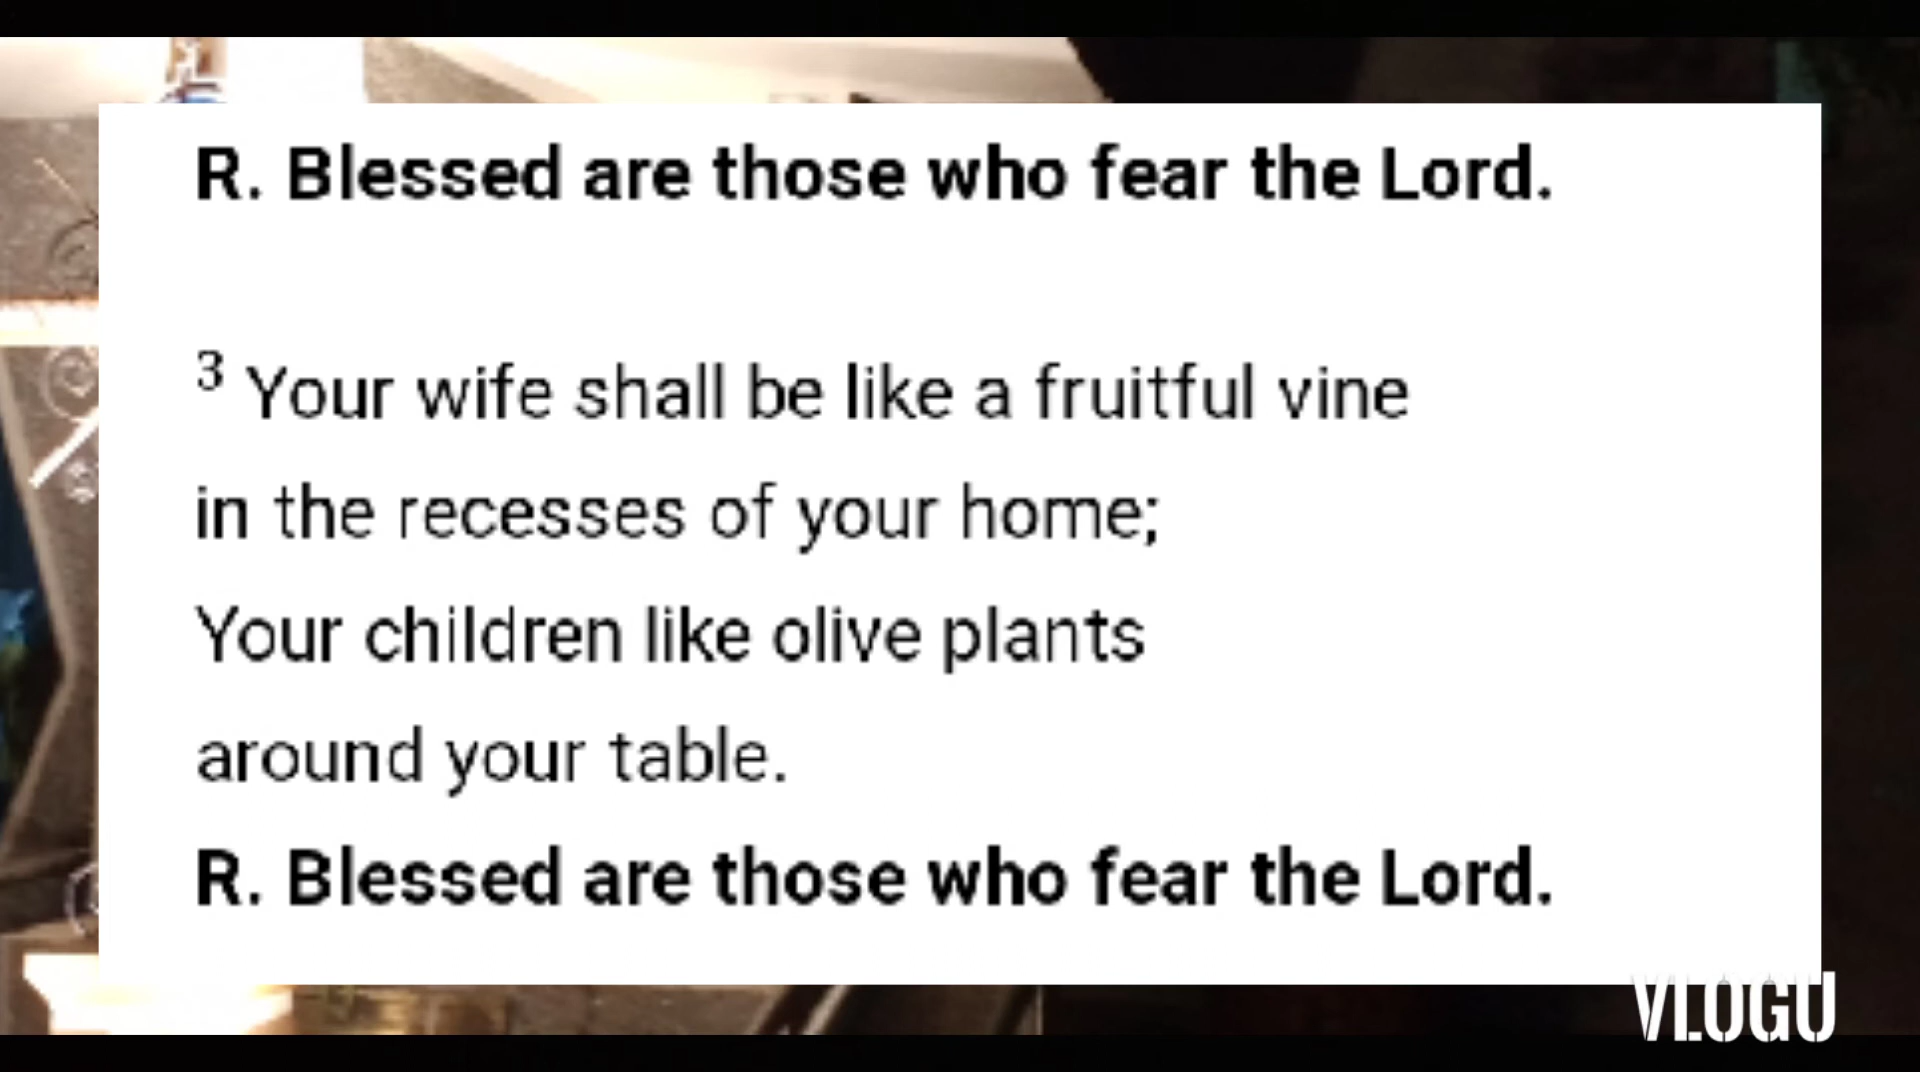 R. Blessed are those who fear the Lord.
3 Your wife shall be like a fruitful vine
in the recesses of your home;
Your children like olive plants
around your table.
R. Blessed are those who fear the Lord.
VLOGU